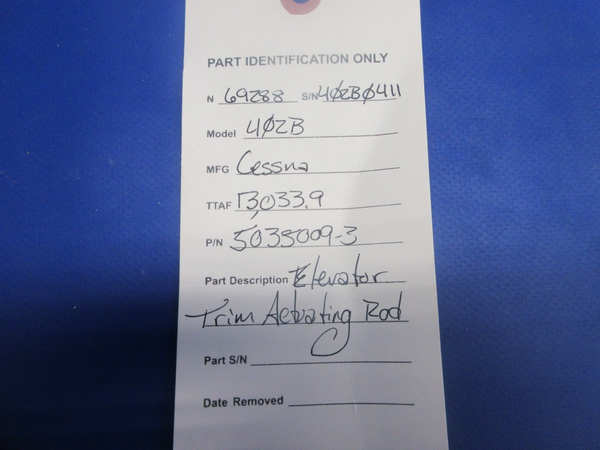 PART IDENTIFICATION ONLY
N 69288 S/N 402B0411
Model 402B
MFG Cessna
TTAF 13,033.9
P/N 5035009-3
Part Description Elevator
Trim Actuating Rod
Part S/N
Date Removed